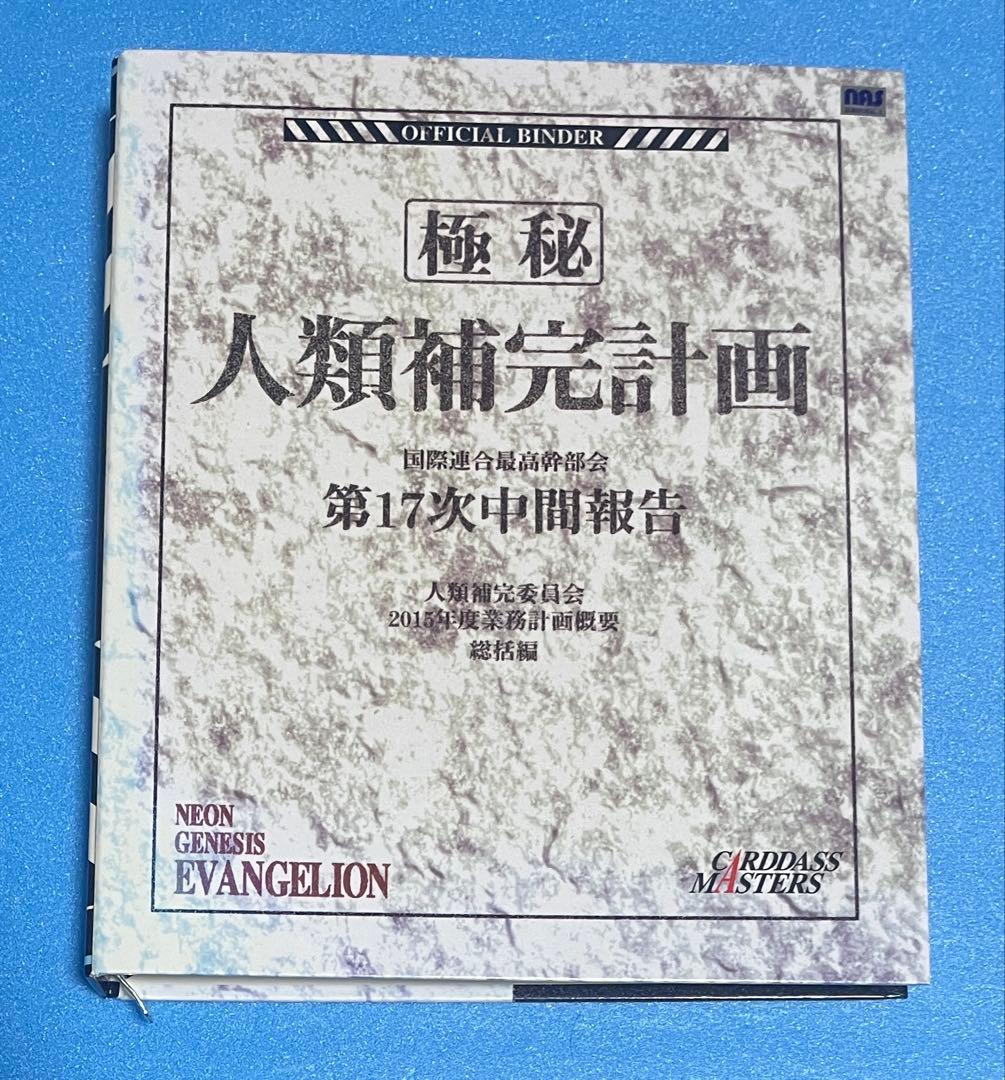 nas
OFFICIAL BINDER
極秘
人類補完計画
国際連合最高幹部会
第17次中間報告
人類補完委員会
2015年度業務計画概要
総括編
NEON
GENESIS
EVANGELION
CARDDASS
MASTERS